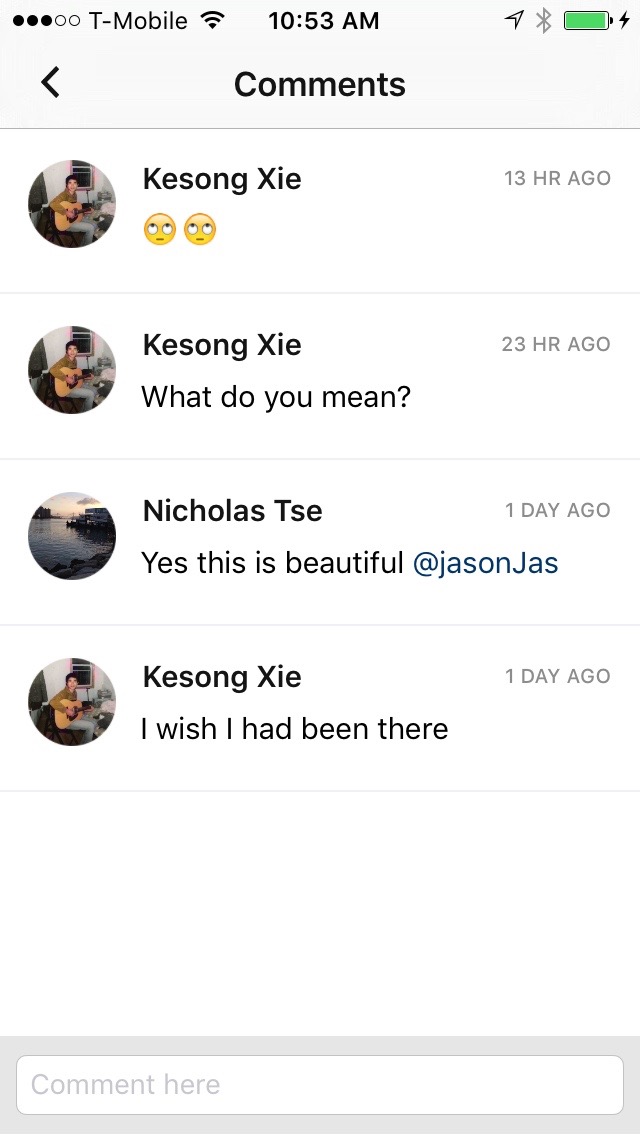 T-Mobile 10:53 AM
Comments
Kesong Xie 13 HR AGO
🙄🙄
Kesong Xie 23 HR AGO
What do you mean?
Nicholas Tse 1 DAY AGO
Yes this is beautiful @jasonJas
Kesong Xie 1 DAY AGO
I wish I had been there
Comment here